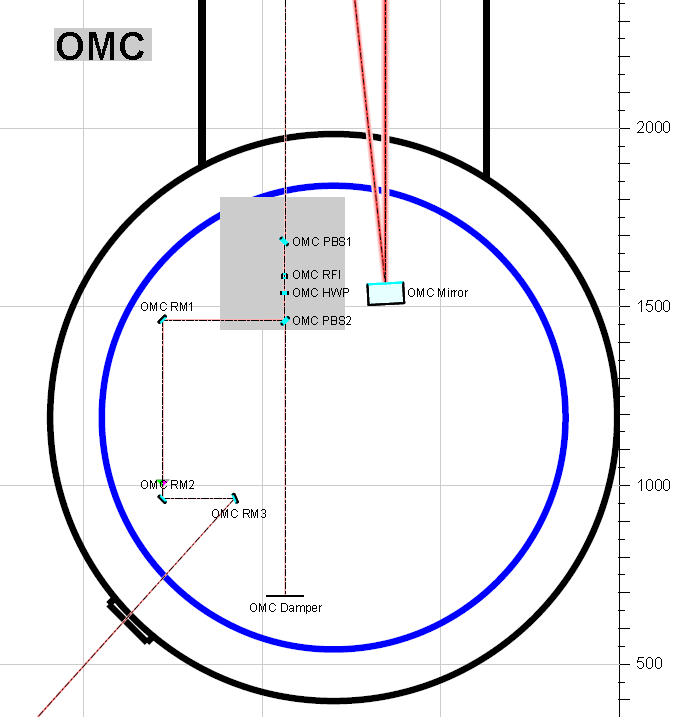 OMC
2000
OMC PBS1
OMC RFI
OMC HWP
OMC Mirror
OMC RM1
1500
OMC PBS2
OMC RM2
1000
OMC RM3
OMC Damper
500